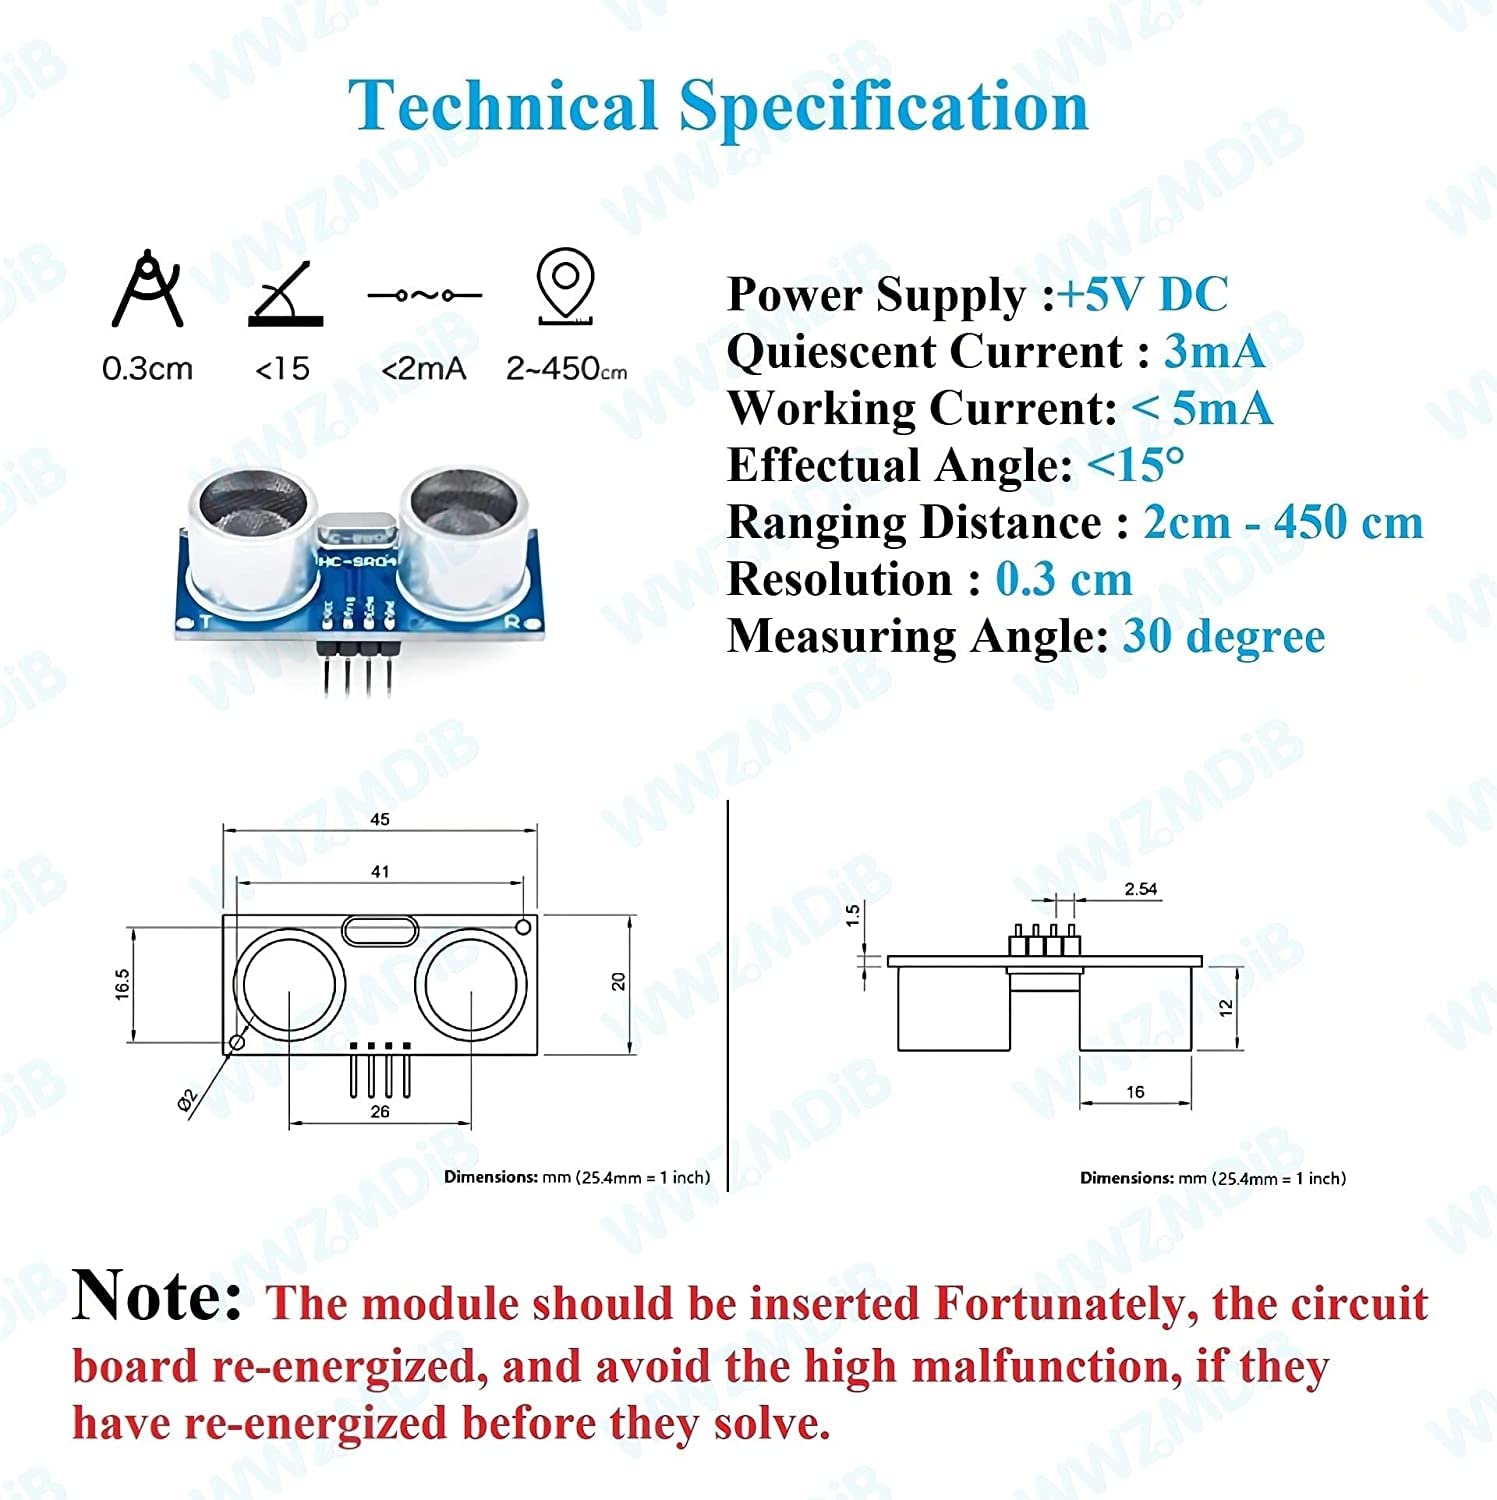 Technical Specification
0.3cm
<15
<2mA
2~450cm
Power Supply :+5V DC
Quiescent Current : 3mA
Working Current: < 5mA
Effectual Angle: <15°
Ranging Distance : 2cm - 450 cm
Resolution : 0.3 cm
Measuring Angle: 30 degree
HC-SR04
T
R
45
41
16.5
20
Ø2
26
Dimensions: mm (25.4mm = 1 inch)
2.54
1.5
12
16
Dimensions: mm (25.4mm = 1 inch)
Note: The module should be inserted Fortunately, the circuit
board re-energized, and avoid the high malfunction, if they
have re-energized before they solve.
WWZMDiB